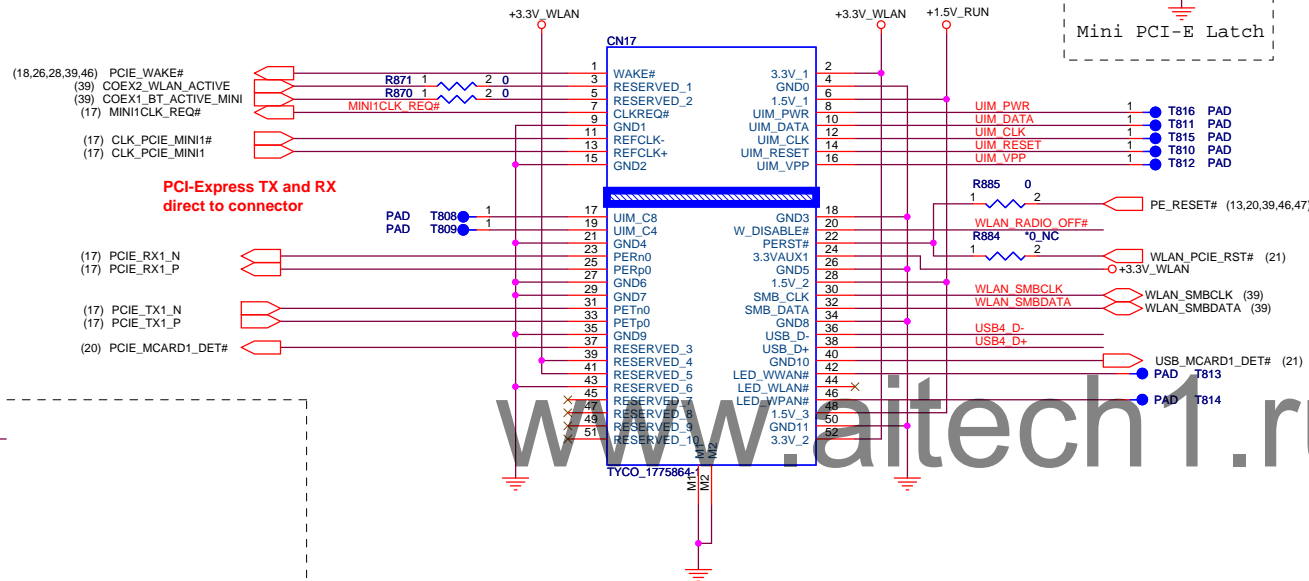 +3.3V_WLAN
+3.3V_WLAN
+1.5V_RUN
Mini PCI-E Latch
CN17
(18,26,28,39,46) PCIE_WAKE#
(39) COEX2_WLAN_ACTIVE
(39) COEX1_BT_ACTIVE_MINI
(17) MINI1CLK_REQ#
(17) CLK_PCIE_MINI1#
(17) CLK_PCIE_MINI1
R871 1 2 0
R870 1 2 0
MINI1CLK_REQ#
PCI-Express TX and RX
direct to connector
PAD T808 1
PAD T809 1
(17) PCIE_RX1_N
(17) PCIE_RX1_P
(17) PCIE_TX1_N
(17) PCIE_TX1_P
(20) PCIE_MCARD1_DET#
1 WAKE# 3.3V_1 2
3 RESERVED_1 GND0 4
5 RESERVED_2 1.5V_1 6
7 CLKREQ# UIM_PWR 8
9 GND1 UIM_DATA 10
11 REFCLK- UIM_CLK 12
13 REFCLK+ UIM_RESET 14
15 GND2 UIM_VPP 16
17 UIM_C8 GND3 18
19 UIM_C4 W_DISABLE# 20
21 GND4 PERST# 22
23 PERn0 3.3VAUX1 24
25 PERp0 GND5 26
27 GND6 1.5V_2 28
29 GND7 SMB_CLK 30
31 PETn0 SMB_DATA 32
33 PETp0 GND8 34
35 GND9 USB_D- 36
37 RESERVED_3 USB_D+ 38
39 RESERVED_4 GND10 40
41 RESERVED_5 LED_WWAN# 42
43 RESERVED_6 LED_WLAN# 44
45 RESERVED_7 LED_WPAN# 46
47 RESERVED_8 1.5V_3 48
49 RESERVED_9 GND11 50
51 RESERVED_10 3.3V_2 52
M1
M2
TYCO_1775864-1
M1
M2
UIM_PWR 1 T816 PAD
UIM_DATA 1 T811 PAD
UIM_CLK 1 T815 PAD
UIM_RESET 1 T810 PAD
UIM_VPP 1 T812 PAD
R885 0
1 2 PE_RESET# (13,20,39,46,47)
WLAN_RADIO_OFF#
R884 *0_NC
1 2 WLAN_PCIE_RST# (21)
+3.3V_WLAN
WLAN_SMBCLK WLAN_SMBCLK (39)
WLAN_SMBDATA WLAN_SMBDATA (39)
USB4_D-
USB4_D+
USB_MCARD1_DET# (21)
PAD T813
PAD T814
www.aitech1.ru